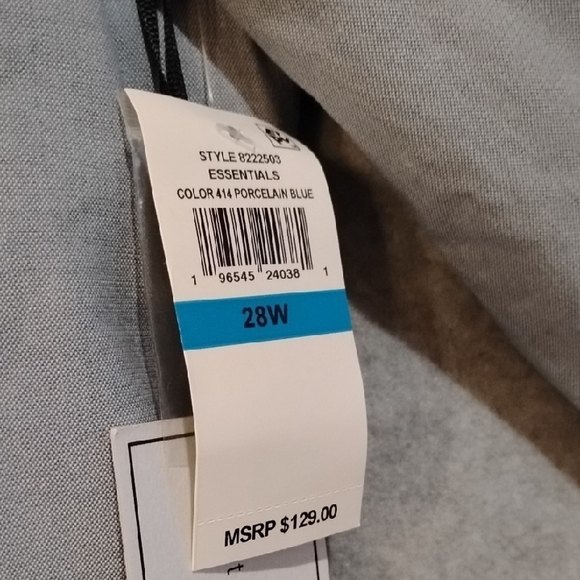 STYLE 8222503
ESSENTIALS
COLOR 414 PORCELAIN BLUE
1 96545 24038 1
28W
MSRP $129.00